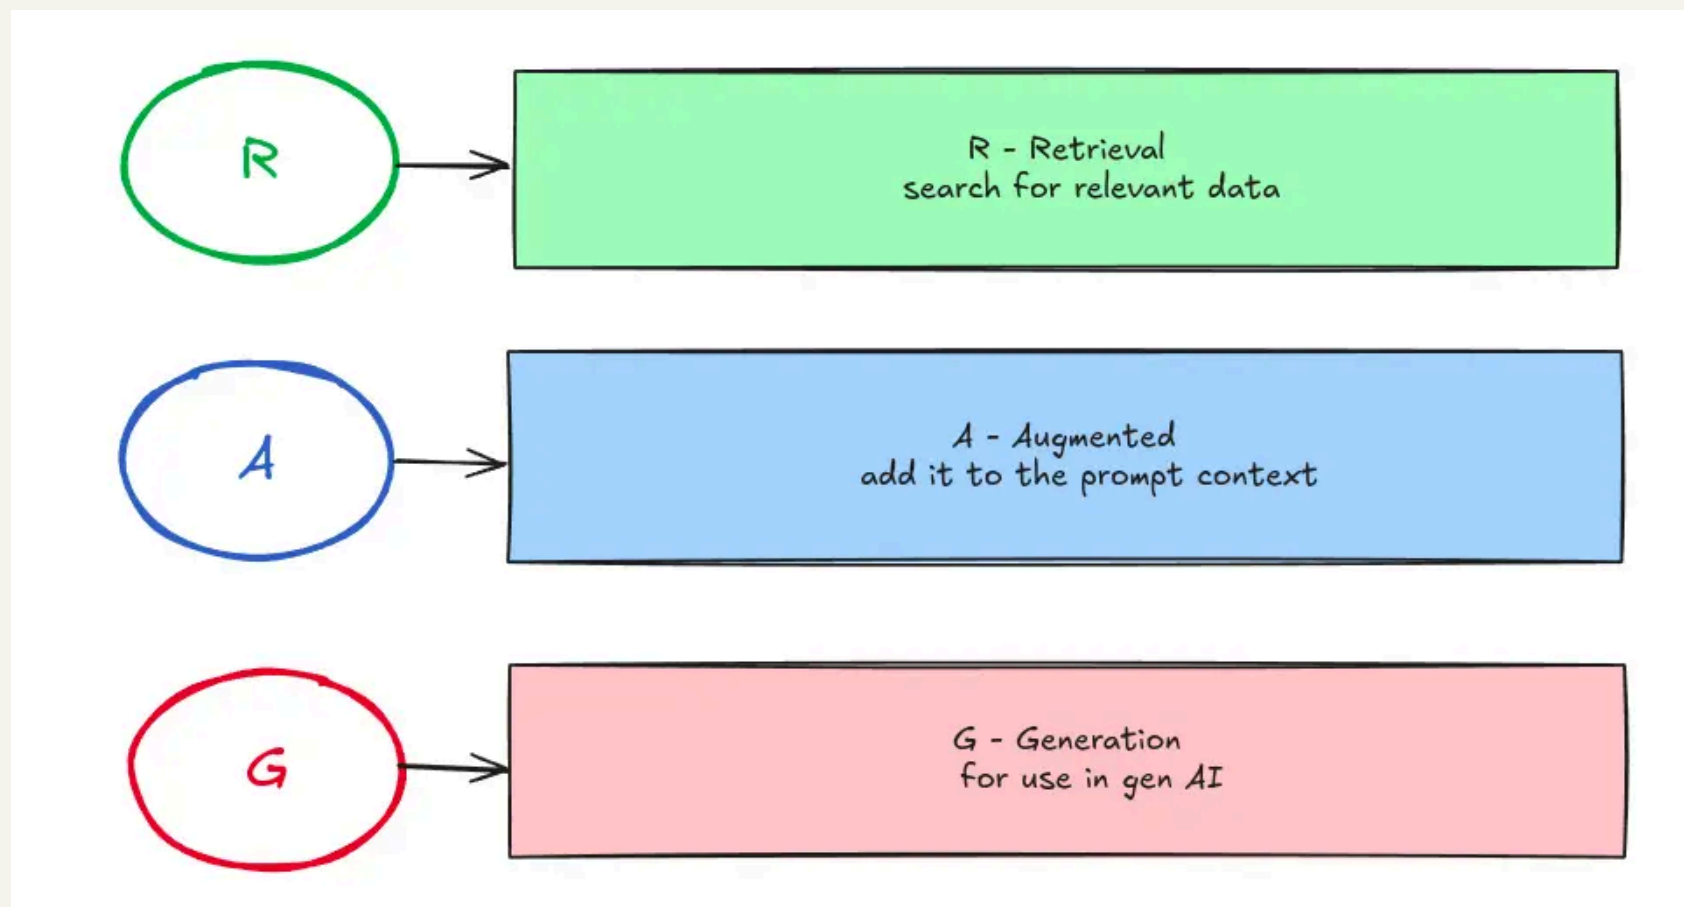 R
R - Retrieval
search for relevant data
A
A - Augmented
add it to the prompt context
G
G - Generation
for use in gen AI